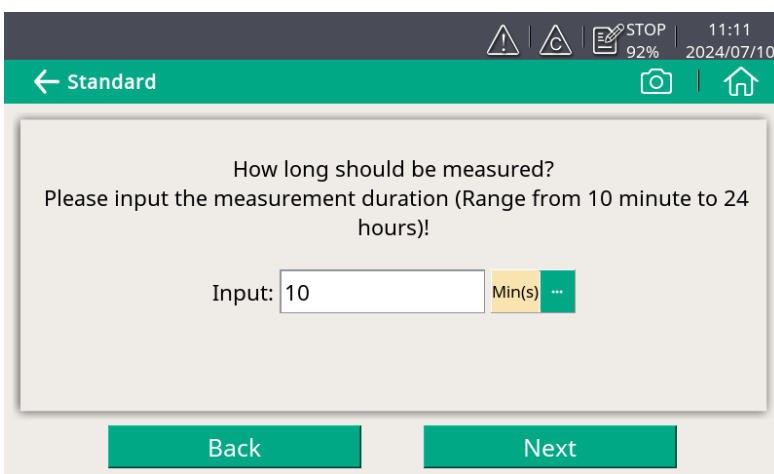 STOP 11:11
92% 2024/07/10
Standard
How long should be measured?
Please input the measurement duration (Range from 10 minute to 24
hours)!
Input: 10 Min(s) ...
Back Next